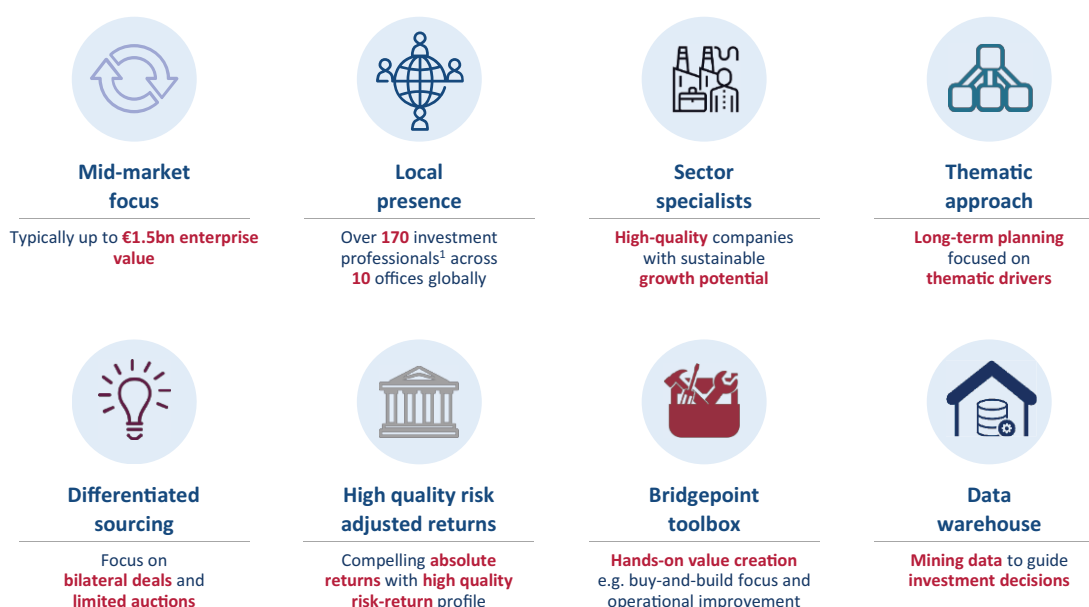 Mid-market
focus
Typically up to €1.5bn enterprise
value
Local
presence
Over 170 investment
professionals¹ across
10 offices globally
Sector
specialists
High-quality companies
with sustainable
growth potential
Thematic
approach
Long-term planning
focused on
thematic drivers
Differentiated
sourcing
Focus on
bilateral deals and
limited auctions
High quality risk
adjusted returns
Compelling absolute
returns with high quality
risk-return profile
Bridgepoint
toolbox
Hands-on value creation
e.g. buy-and-build focus and
operational improvement
Data
warehouse
Mining data to guide
investment decisions